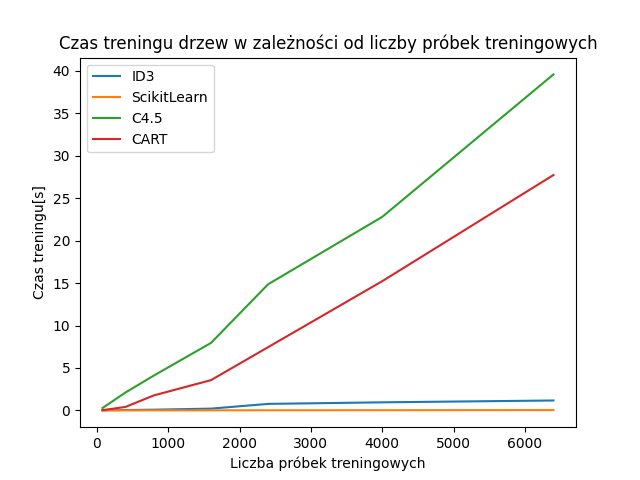 Czas treningu drzew w zależności od liczby próbek treningowych
ID3
ScikitLearn
C4.5
CART
Czas treningu[s]
40
35
30
25
20
15
10
5
0
0 1000 2000 3000 4000 5000 6000
Liczba próbek treningowych